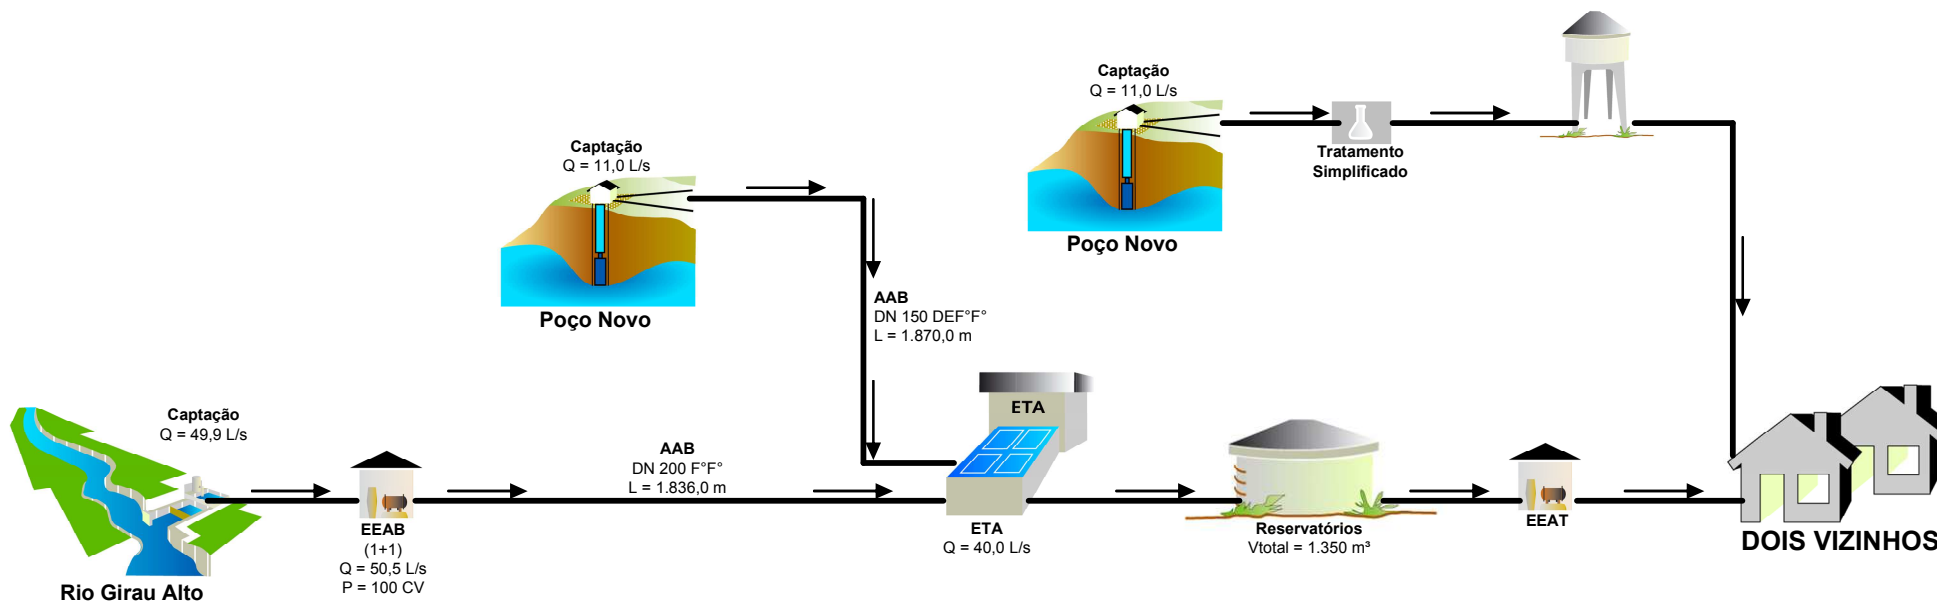 Captação
Q = 11,0 L/s
Tratamento
Simplificado
Poço Novo
Captação
Q = 11,0 L/s
Poço Novo
AAB
DN 150 DEF°F°
L = 1.870,0 m
Captação
Q = 49,9 L/s
Rio Girau Alto
EEAB
(1+1)
Q = 50,5 L/s
P = 100 CV
AAB
DN 200 F°F°
L = 1.836,0 m
ETA
ETA
Q = 40,0 L/s
Reservatórios
Vtotal = 1.350 m³
EEAT
DOIS VIZINHOS